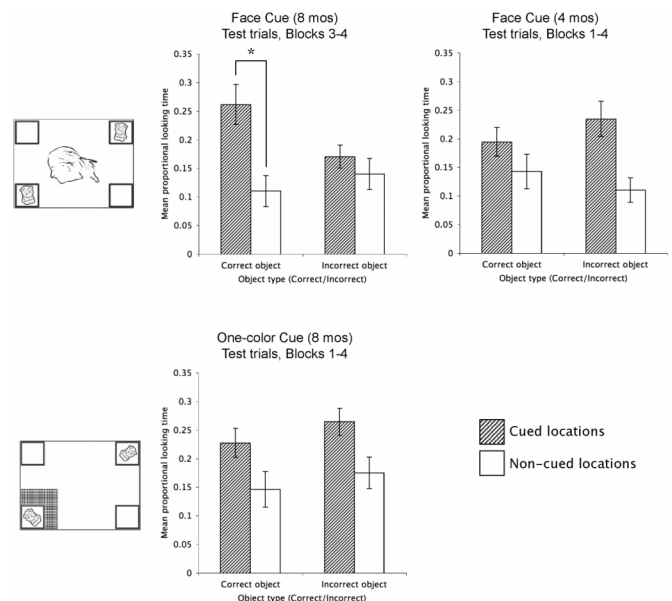 Face Cue (8 mos)
Test trials, Blocks 3-4
Mean proportional looking time
0.35
0.3
0.25
0.2
0.15
0.1
0.05
0
*
Correct object
Incorrect object
Object type (Correct/Incorrect)
Face Cue (4 mos)
Test trials, Blocks 1-4
Mean proportional looking time
0.35
0.3
0.25
0.2
0.15
0.1
0.05
0
Correct object
Incorrect object
Object type (Correct/Incorrect)
One-color Cue (8 mos)
Test trials, Blocks 1-4
Mean proportional looking time
0.35
0.3
0.25
0.2
0.15
0.1
0.05
0
Correct object
Incorrect object
Object type (Correct/Incorrect)
Cued locations
Non-cued locations